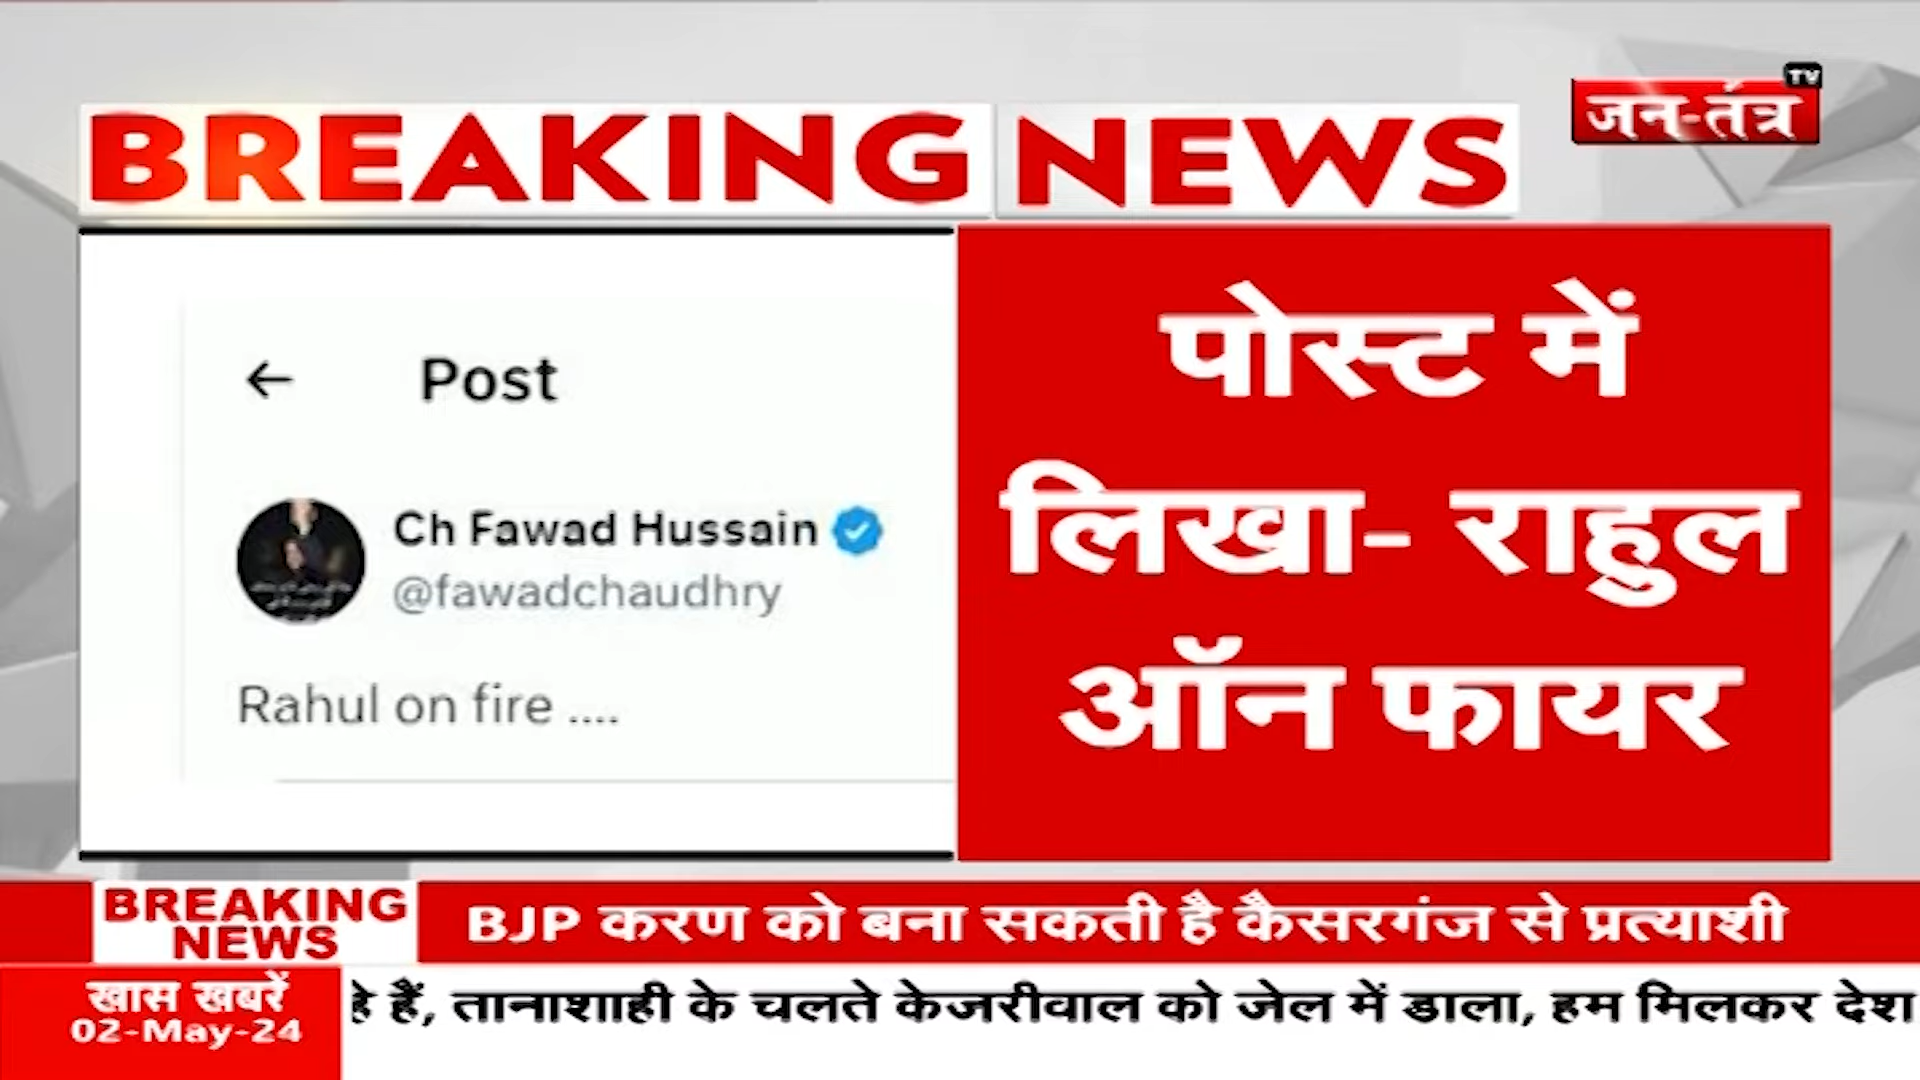 BREAKING NEWS
TV
जन-तंत्र
Post
Ch Fawad Hussain
@fawadchaudhry
Rahul on fire ....
पोस्ट में
लिखा- राहुल
ऑन फायर
BREAKING
NEWS
BJP करण को बना सकती है कैसरगंज से प्रत्याशी
खास खबरें
02-May-24
हैं, तानाशाही के चलते केजरीवाल को जेल में डाला, हम मिलकर देश